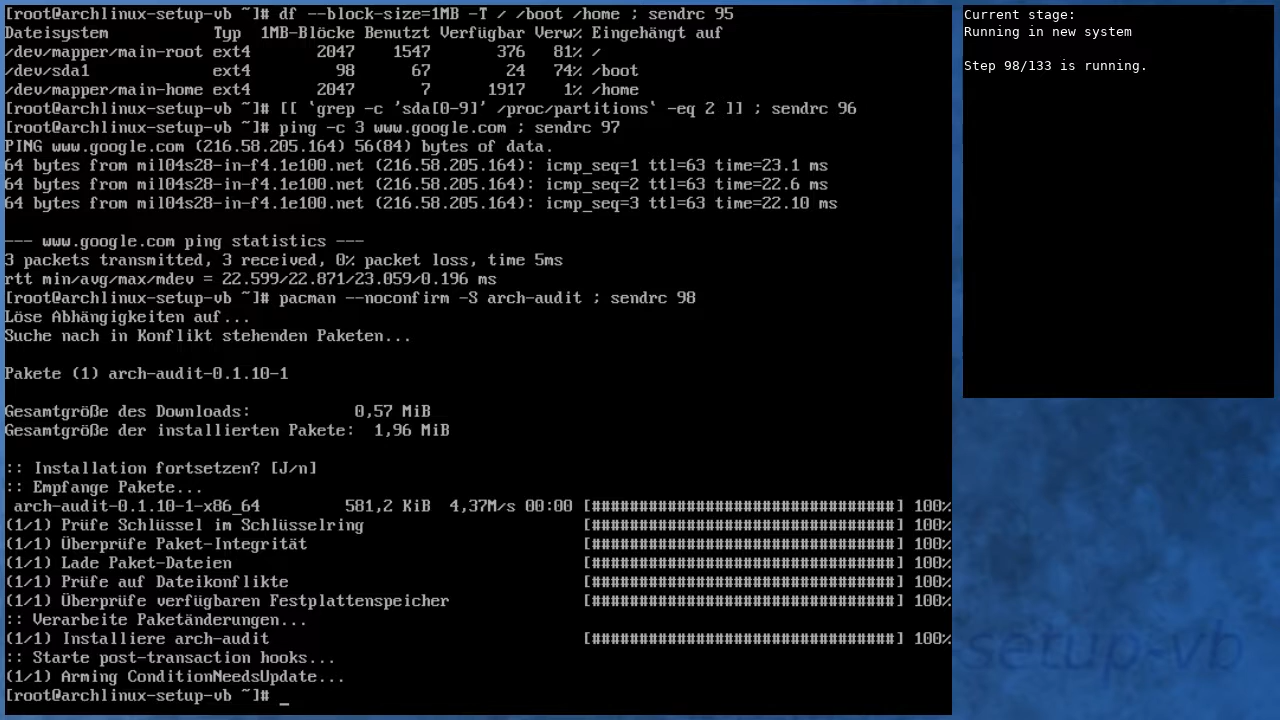 [root@archlinux-setup-vb ~]# df --block-size=1MB -T / /boot /home ; sendrc 95
Dateisystem           Typ  1MB-Blöcke Benutzt Verfügbar Verw% Eingehängt auf
/dev/mapper/main-root ext4       2047    1547       376   81% /
/dev/sda1             ext4         98      67        24   74% /boot
/dev/mapper/main-home ext4       2047       7      1917    1% /home
[root@archlinux-setup-vb ~]# [[ `grep -c 'sda[0-9]' /proc/partitions` -eq 2 ]] ; sendrc 96
[root@archlinux-setup-vb ~]# ping -c 3 www.google.com ; sendrc 97
PING www.google.com (216.58.205.164) 56(84) bytes of data.
64 bytes from mil04s28-in-f4.1e100.net (216.58.205.164): icmp_seq=1 ttl=63 time=23.1 ms
64 bytes from mil04s28-in-f4.1e100.net (216.58.205.164): icmp_seq=2 ttl=63 time=22.6 ms
64 bytes from mil04s28-in-f4.1e100.net (216.58.205.164): icmp_seq=3 ttl=63 time=22.10 ms
--- www.google.com ping statistics ---
3 packets transmitted, 3 received, 0% packet loss, time 5ms
rtt min/avg/max/mdev = 22.599/22.871/23.059/0.196 ms
[root@archlinux-setup-vb ~]# pacman --noconfirm -S arch-audit ; sendrc 98
Löse Abhängigkeiten auf...
Suche nach in Konflikt stehenden Paketen...
Pakete (1) arch-audit-0.1.10-1
Gesamtgröße des Downloads:           0,57 MiB
Gesamtgröße der installierten Pakete:  1,96 MiB
:: Installation fortsetzen? [J/n]
:: Empfange Pakete...
arch-audit-0.1.10-1-x86_64         581,2 KiB  4,37M/s 00:00 [################################] 100%
(1/1) Prüfe Schlüssel im Schlüsselring                       [################################] 100%
(1/1) Überprüfe Paket-Integrität                             [################################] 100%
(1/1) Lade Paket-Dateien                                     [################################] 100%
(1/1) Prüfe auf Dateikonflikte                               [################################] 100%
(1/1) Überprüfe verfügbaren Festplattenspeicher              [################################] 100%
:: Verarbeite Paketänderungen...
(1/1) Installiere arch-audit                                 [################################] 100%
:: Starte post-transaction hooks...
(1/1) Arming ConditionNeedsUpdate...
[root@archlinux-setup-vb ~]# _
Current stage:
Running in new system
Step 98/133 is running.
setup-vb